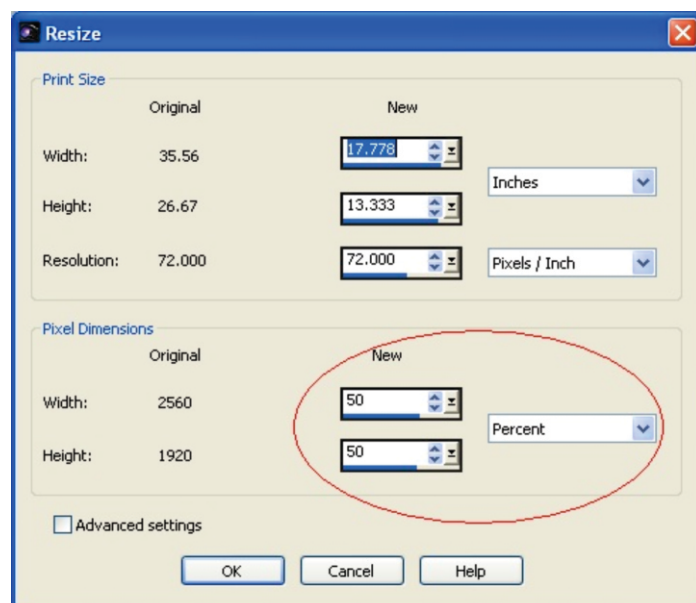 Resize
Print Size
Original New
Width: 35.56 17.778
Inches
Height: 26.67 13.333
Resolution: 72.000 72.000 Pixels / Inch
Pixel Dimensions
Original New
Width: 2560 50
Percent
Height: 1920 50
Advanced settings
OK Cancel Help